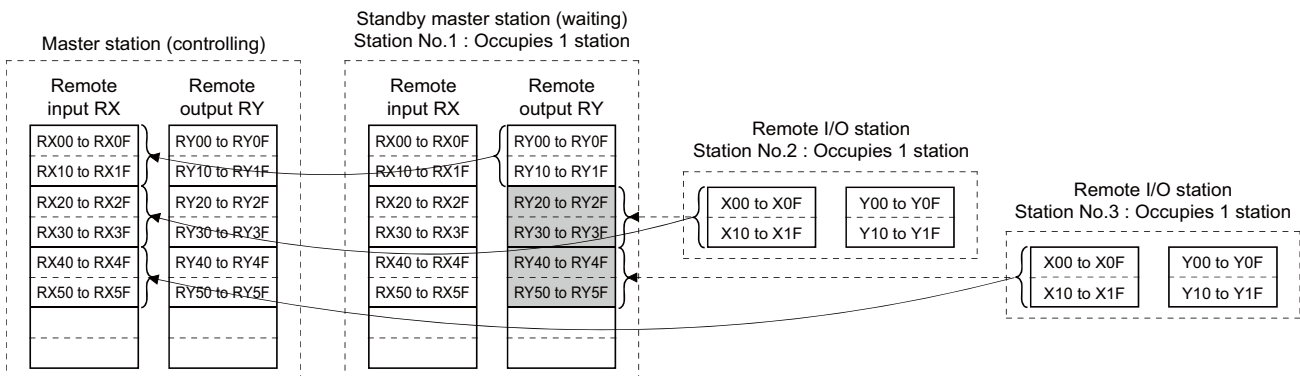 Master station (controlling)
Remote
input RX
Remote
output RY
RX00 to RX0F
RY00 to RY0F
RX10 to RX1F
RY10 to RY1F
RX20 to RX2F
RY20 to RY2F
RX30 to RX3F
RY30 to RY3F
RX40 to RX4F
RY40 to RY4F
RX50 to RX5F
RY50 to RY5F
Standby master station (waiting)
Station No.1 : Occupies 1 station
Remote
input RX
Remote
output RY
RX00 to RX0F
RY00 to RY0F
RX10 to RX1F
RY10 to RY1F
RX20 to RX2F
RY20 to RY2F
RX30 to RX3F
RY30 to RY3F
RX40 to RX4F
RY40 to RY4F
RX50 to RX5F
RY50 to RY5F
Remote I/O station
Station No.2 : Occupies 1 station
X00 to X0F
Y00 to Y0F
X10 to X1F
Y10 to Y1F
Remote I/O station
Station No.3 : Occupies 1 station
X00 to X0F
Y00 to Y0F
X10 to X1F
Y10 to Y1F